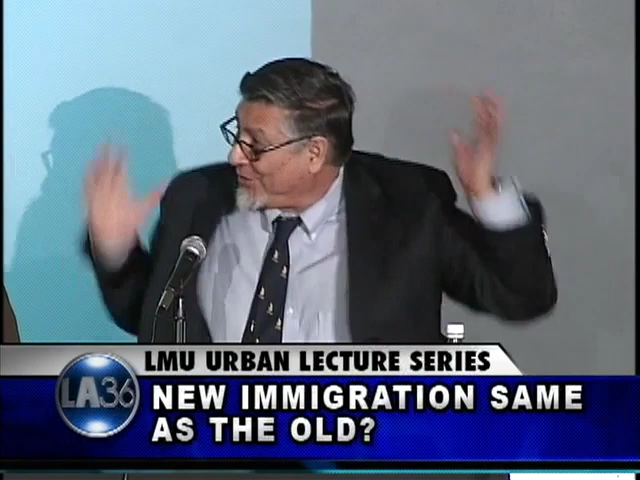 LMU URBAN LECTURE SERIES
LA36
NEW IMMIGRATION SAME
AS THE OLD?